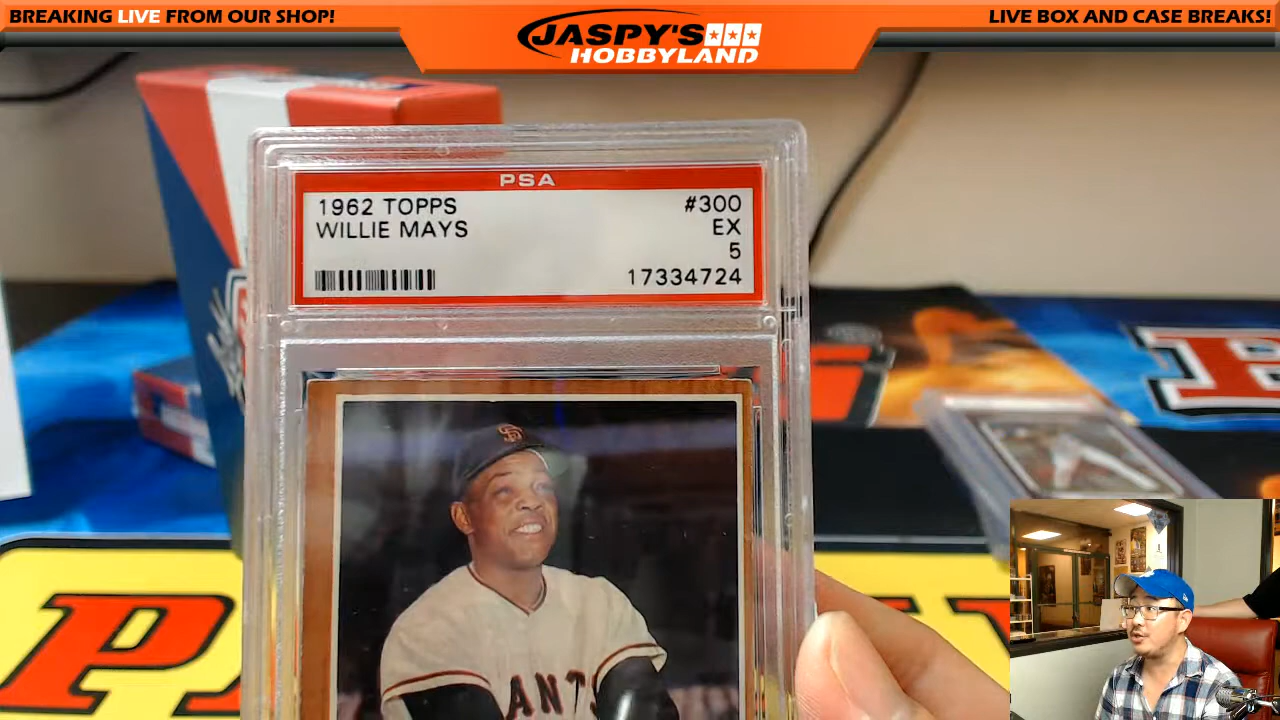 BREAKING LIVE FROM OUR SHOP!
JASPY'S
HOBBYLAND
LIVE BOX AND CASE BREAKS!
PSA
1962 TOPPS
#300
WILLIE MAYS
EX
5
17334724
SF
ANTS
P